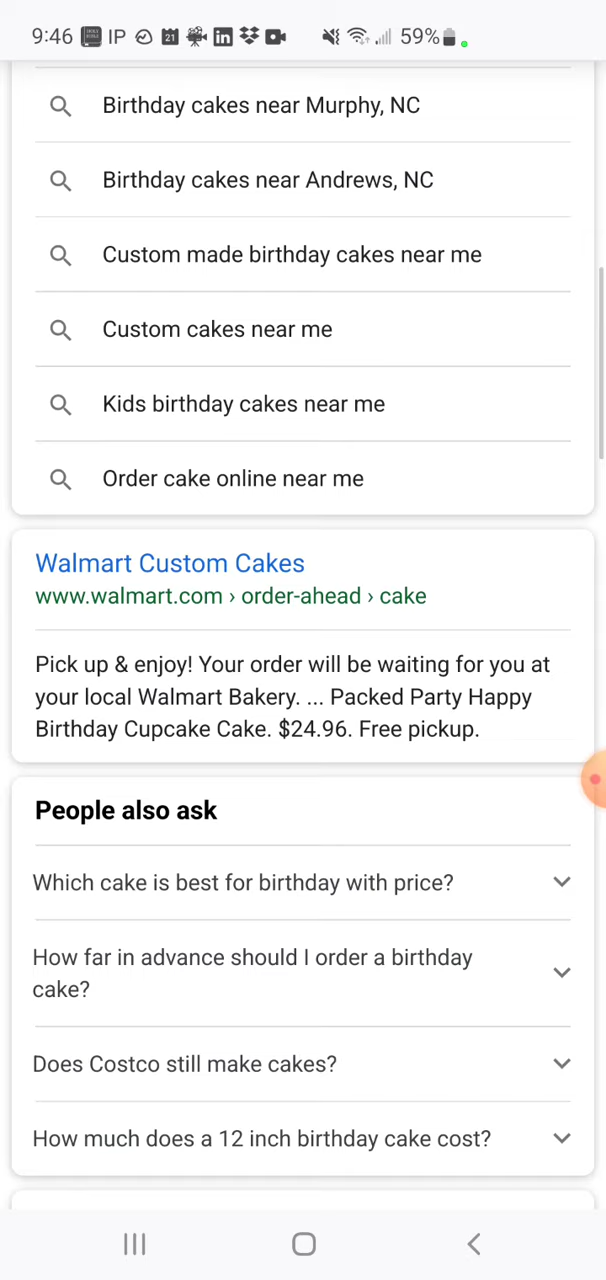 9:46 IP 21 in 59%
Birthday cakes near Murphy, NC
Birthday cakes near Andrews, NC
Custom made birthday cakes near me
Custom cakes near me
Kids birthday cakes near me
Order cake online near me
Walmart Custom Cakes
www.walmart.com › order-ahead › cake
Pick up & enjoy! Your order will be waiting for you at
your local Walmart Bakery. ... Packed Party Happy
Birthday Cupcake Cake. $24.96. Free pickup.
People also ask
Which cake is best for birthday with price?
How far in advance should I order a birthday
cake?
Does Costco still make cakes?
How much does a 12 inch birthday cake cost?